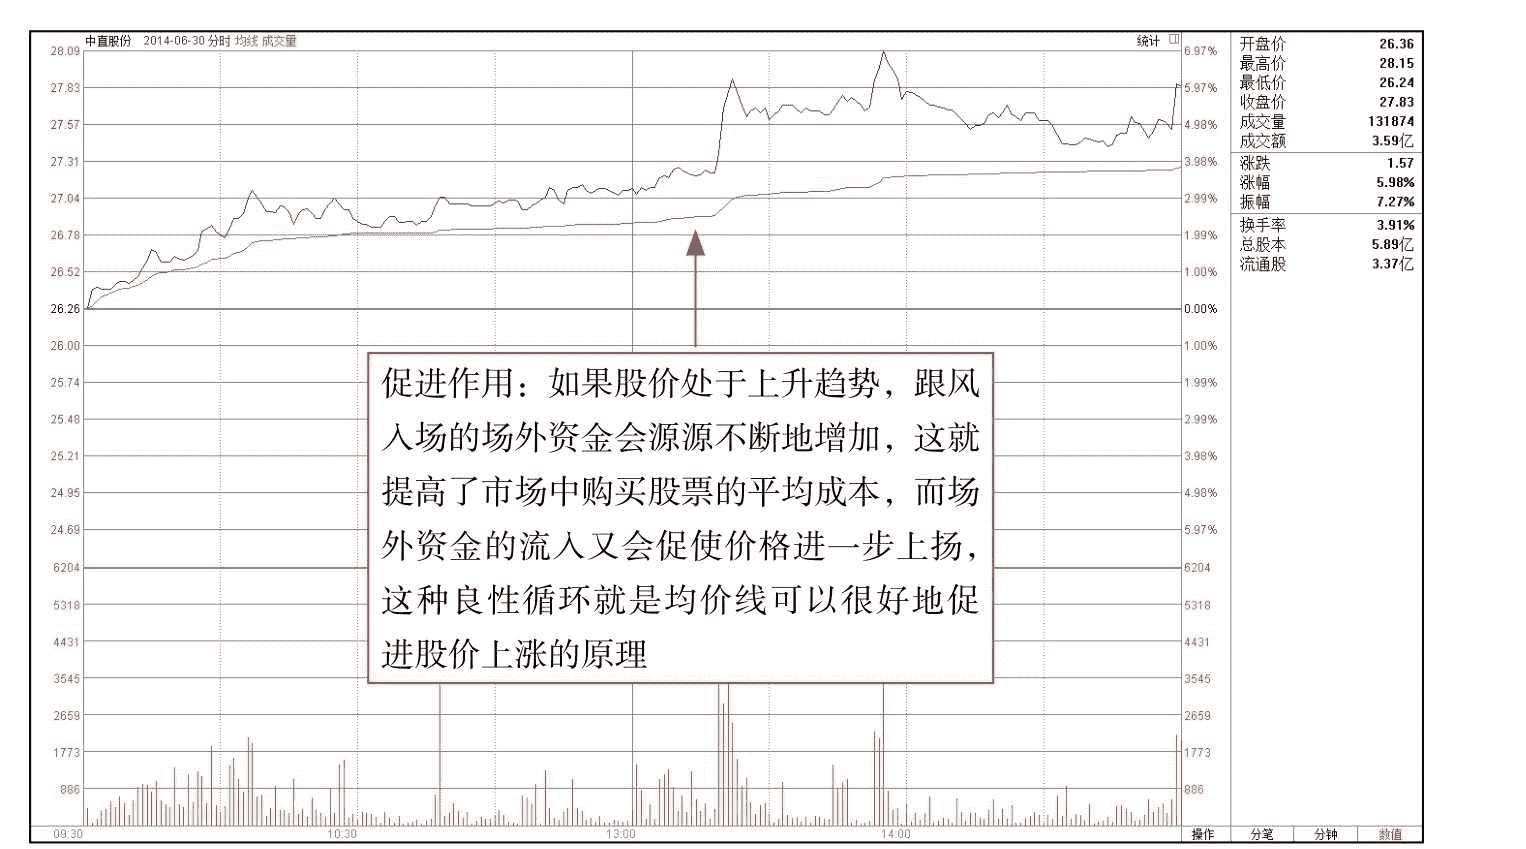 中直股份 2014-06-30 分时 均线 成交量 统计
28.09 6.97%
27.83 5.97%
27.57 4.98%
27.31 3.98%
27.04 2.99%
26.78 1.99%
26.52 1.00%
26.26 0.00%
26.00 1.00%
25.74 1.99%
25.48 2.99%
25.21 3.98%
24.95 4.98%
24.69 5.97%
6204 6204
5318 5318
4431 4431
3545 3545
2659 2659
1773 1773
886 886
09:30 10:30 13:00 14:00
促进作用：如果股价处于上升趋势，跟风
入场的场外资金会源源不断地增加，这就
提高了市场中购买股票的平均成本，而场
外资金的流入又会促使价格进一步上扬，
这种良性循环就是均价线可以很好地促
进股价上涨的原理
开盘价 26.36
最高价 28.15
最低价 26.24
收盘价 27.83
成交量 131874
成交额 3.59亿
涨跌 1.57
涨幅 5.98%
振幅 7.27%
换手率 3.91%
总股本 5.89亿
流通股 3.37亿
操作 分笔 分钟 数值